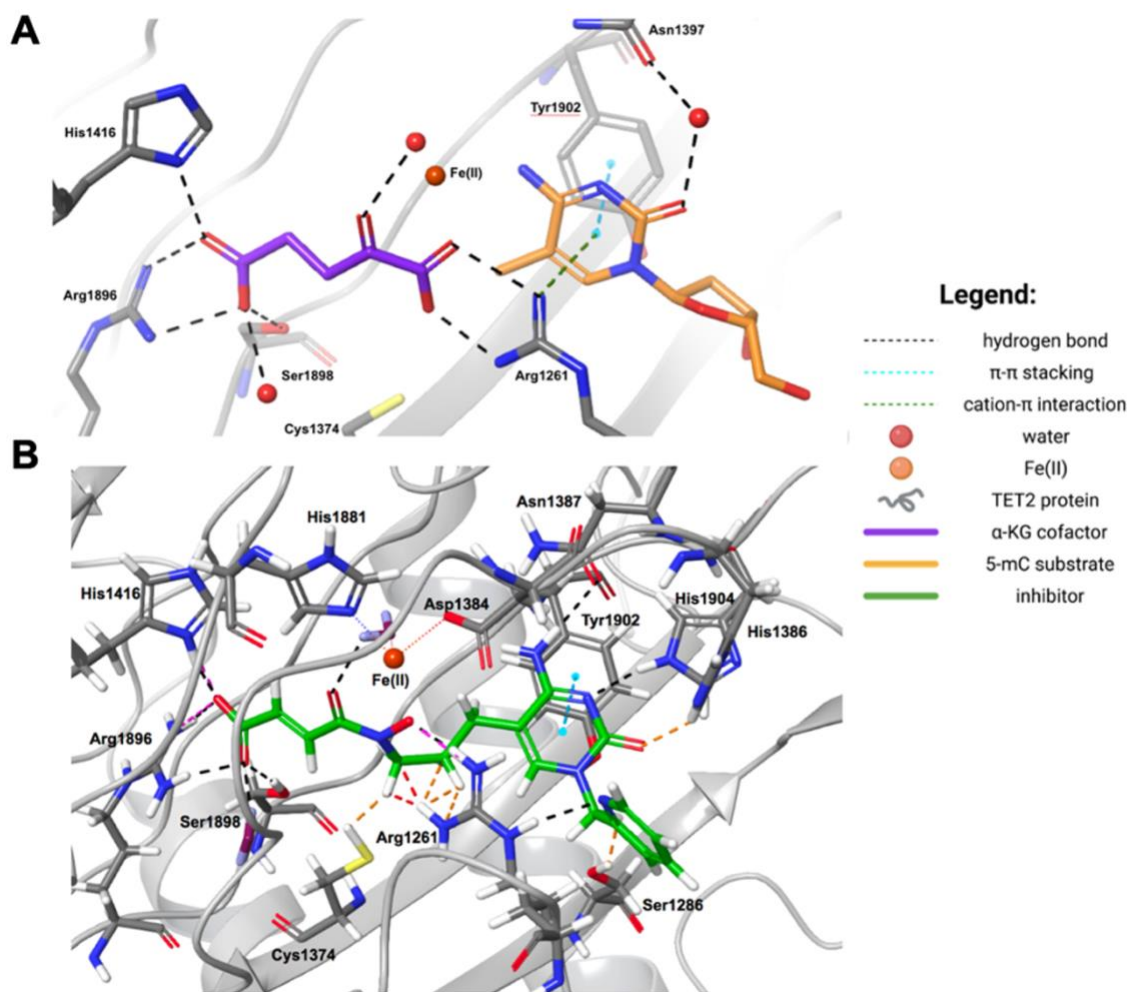 A
Asn1397
Tyr1902
His1416
Fe(II)
Arg1896
Ser1898
Arg1261
Cys1374
Legend:
hydrogen bond
π-π stacking
cation-π interaction
water
Fe(II)
TET2 protein
α-KG cofactor
5-mC substrate
inhibitor
B
Asn1387
His1881
His1416
Asp1384
His1904
Tyr1902
His1386
Fe(II)
Arg1896
Ser1898
Arg1261
Ser1286
Cys1374